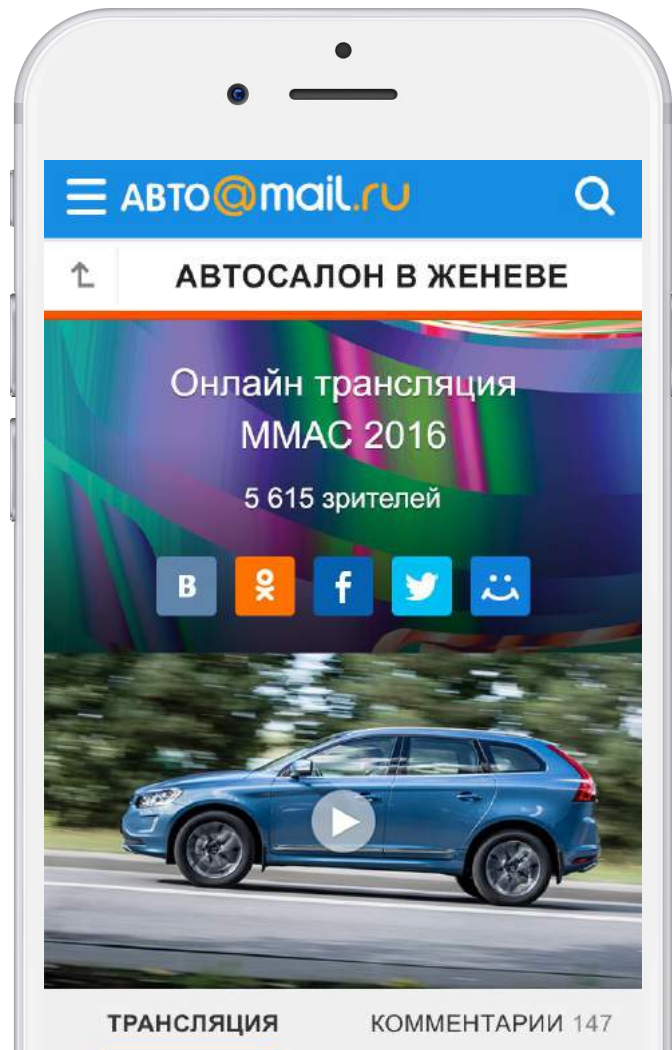 АВТО@mail.ru
АВТОСАЛОН В ЖЕНЕВЕ
Онлайн трансляция
ММАС 2016
5 615 зрителей
ТРАНСЛЯЦИЯ
КОММЕНТАРИИ 147